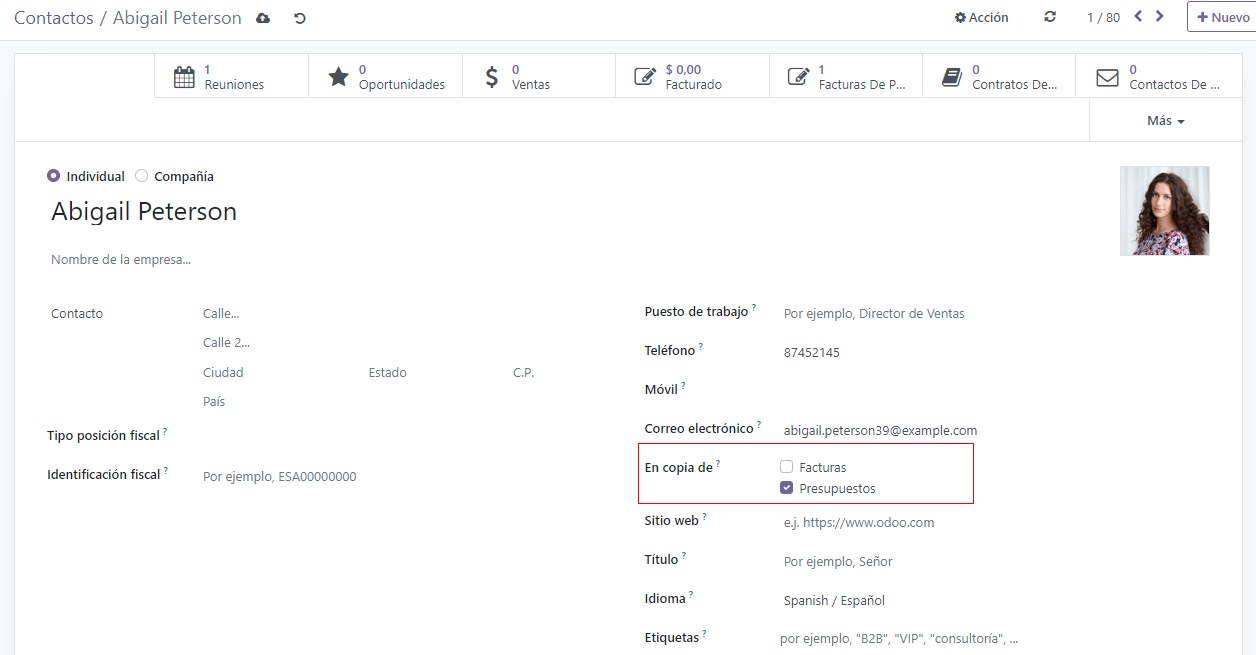 Contactos / Abigail Peterson
Acción
1 / 80
+ Nuevo
1
Reuniones
0
Oportunidades
0
Ventas
$ 0,00
Facturado
1
Facturas De P...
0
Contratos De...
0
Contactos De ...
Más
Individual
Compañía
Abigail Peterson
Nombre de la empresa...
Contacto
Calle...
Calle 2...
Ciudad
Estado
C.P.
País
Tipo posición fiscal ?
Identificación fiscal ?
Por ejemplo, ESA00000000
Puesto de trabajo ?
Por ejemplo, Director de Ventas
Teléfono ?
87452145
Móvil ?
Correo electrónico ?
abigail.peterson39@example.com
En copia de ?
Facturas
Presupuestos
Sitio web ?
e.j. https://www.odoo.com
Título ?
Por ejemplo, Señor
Idioma ?
Spanish / Español
Etiquetas ?
por ejemplo, "B2B", "VIP", "consultoría", ...